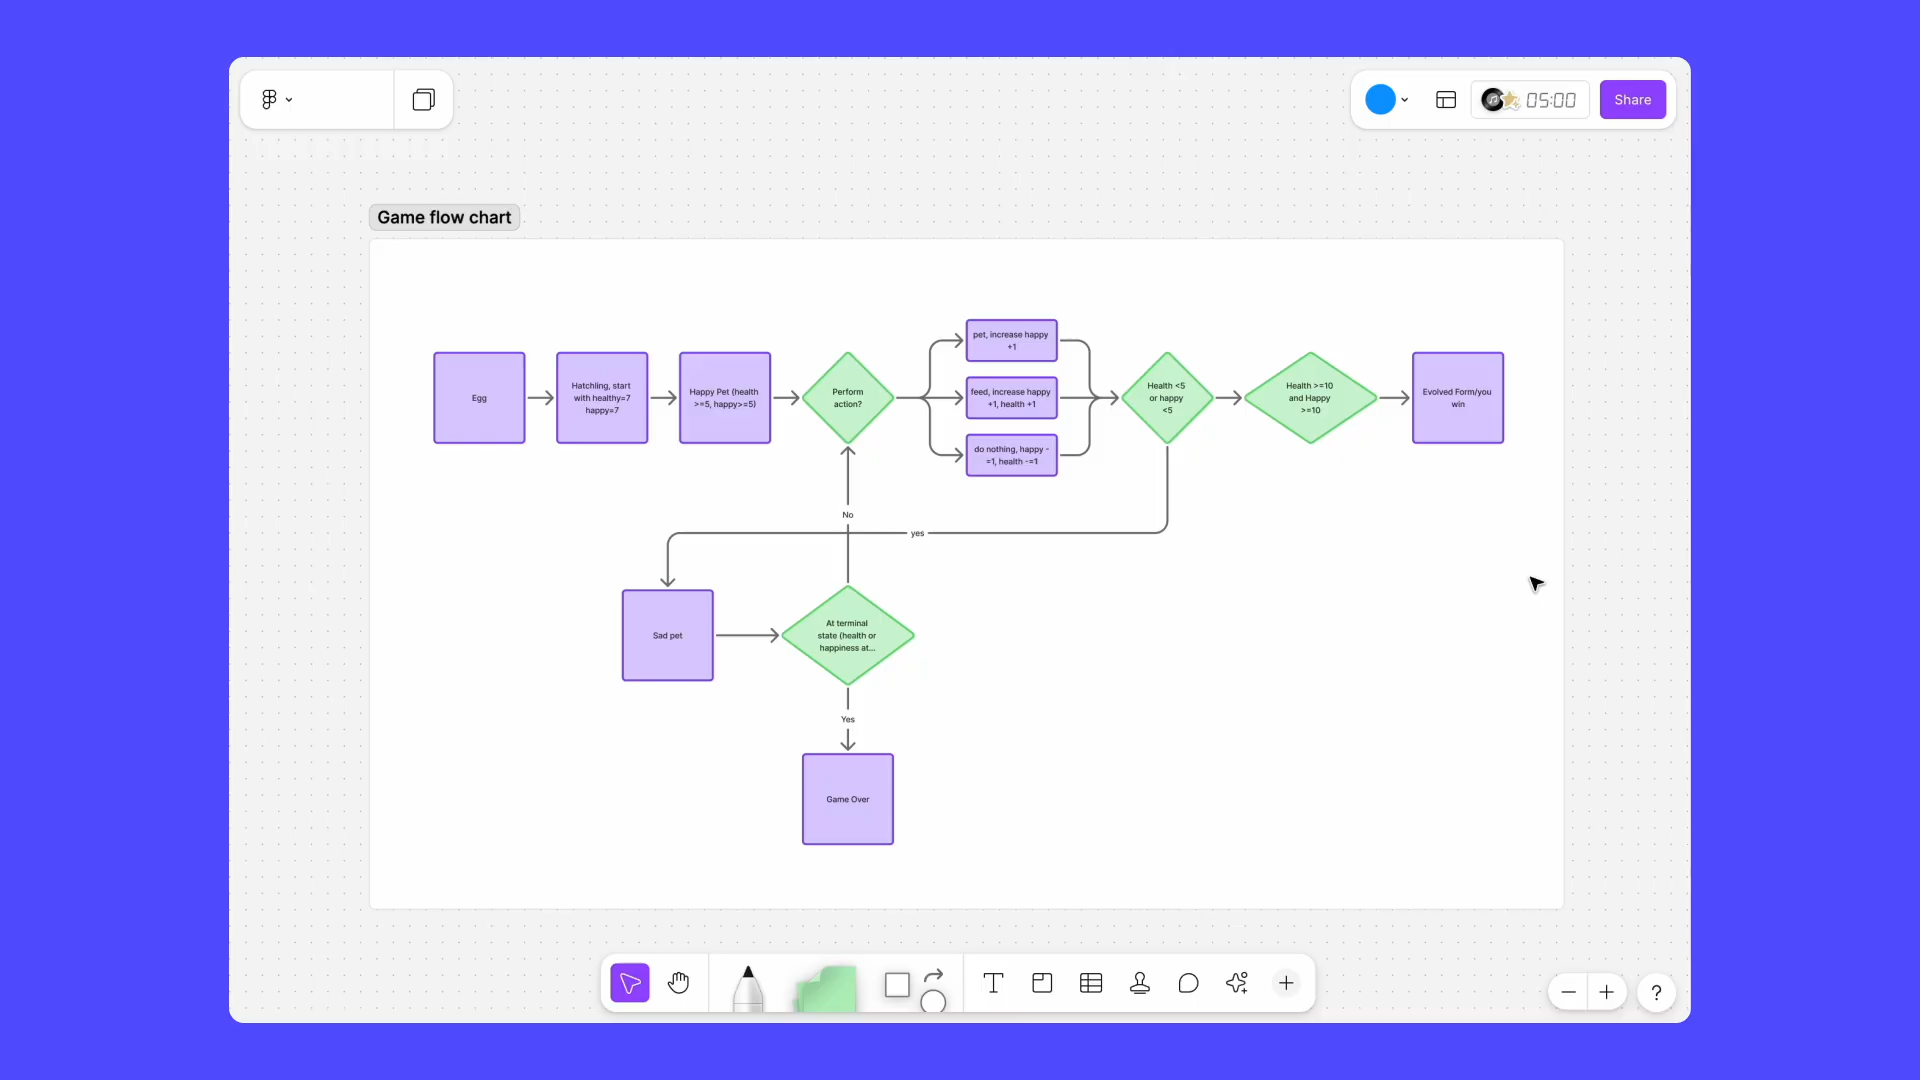 05:00
Share
Game flow chart
Egg
Hatchling, start
with healthy=7
happy=7
Happy Pet (health
>=5, happy>=5)
Perform
action?
pet, increase happy
+1
feed, increase happy
+1, health +1
do nothing, happy -
=1, health -=1
Health <5
or happy
<5
Health >=10
and Happy
>=10
Evolved Form/you
win
No
yes
Sad pet
At terminal
state (health or
happiness at...
Yes
Game Over
T
?